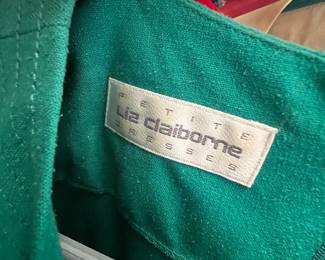 PETITE
Liz claiborne
DRESSES